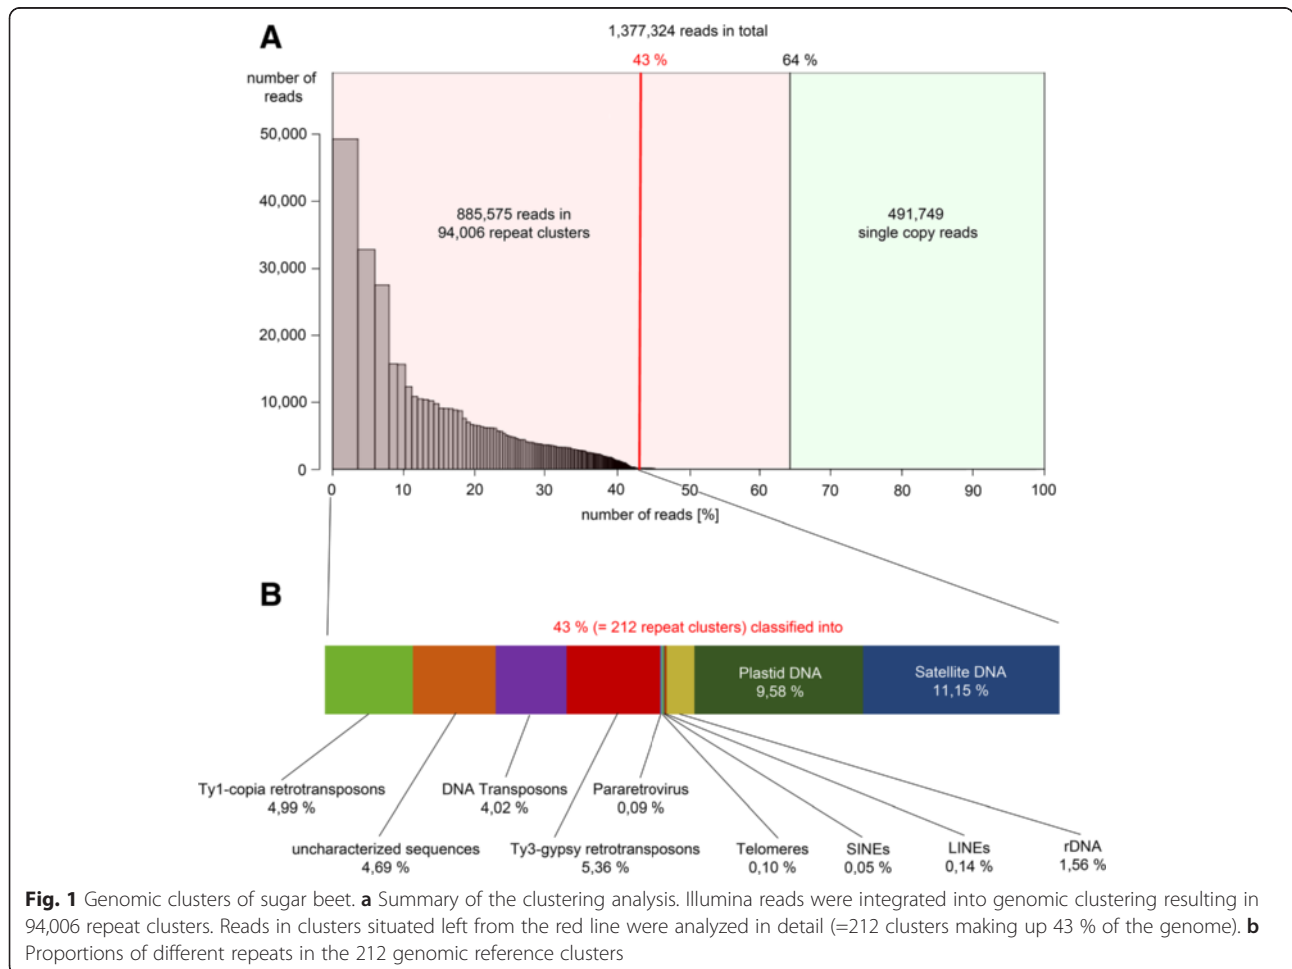 A
1,377,324 reads in total
43 %
64 %
number of
reads
50,000
40,000
30,000
20,000
10,000
0
885,575 reads in
94,006 repeat clusters
491,749
single copy reads
0 10 20 30 40 50 60 70 80 90 100
number of reads [%]
B
43 % (= 212 repeat clusters) classified into
Plastid DNA
9,58 %
Satellite DNA
11,15 %
Ty1-copia retrotransposons
4,99 %
DNA Transposons
4,02 %
Pararetrovirus
0,09 %
uncharacterized sequences
4,69 %
Ty3-gypsy retrotransposons
5,36 %
Telomeres
0,10 %
SINEs
0,05 %
LINEs
0,14 %
rDNA
1,56 %
Fig. 1 Genomic clusters of sugar beet. a Summary of the clustering analysis. Illumina reads were integrated into genomic clustering resulting in
94,006 repeat clusters. Reads in clusters situated left from the red line were analyzed in detail (=212 clusters making up 43 % of the genome). b
Proportions of different repeats in the 212 genomic reference clusters